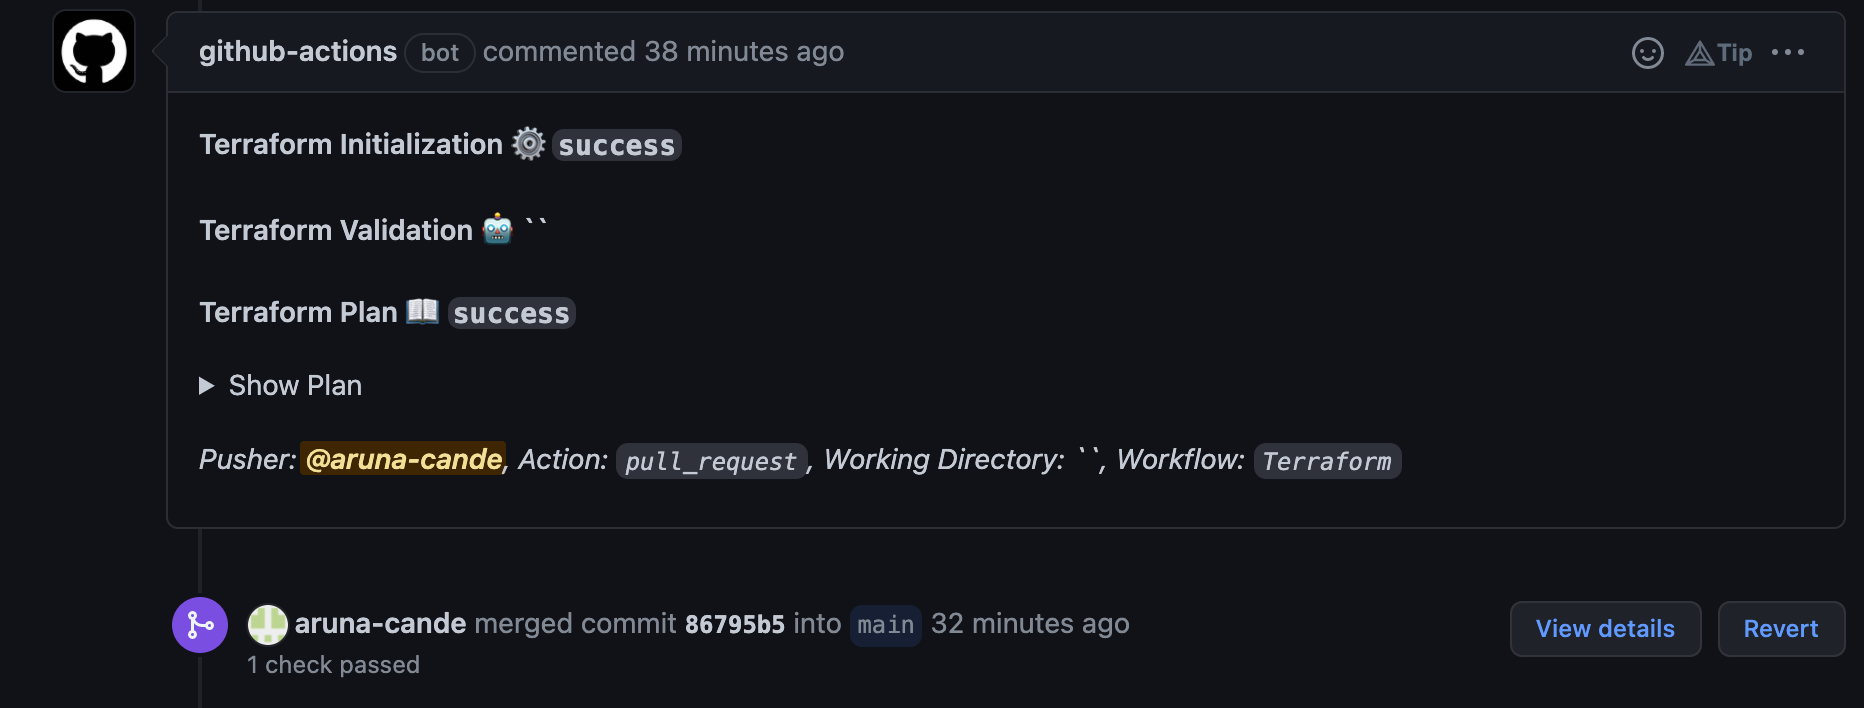 github-actions bot commented 38 minutes ago Tip
Terraform Initialization ⚙️ success
Terraform Validation 🤖 ``
Terraform Plan 📖 success
Show Plan
Pusher: @aruna-cande, Action: pull_request, Working Directory: ``, Workflow: Terraform
aruna-cande merged commit 86795b5 into main 32 minutes ago View details Revert
1 check passed